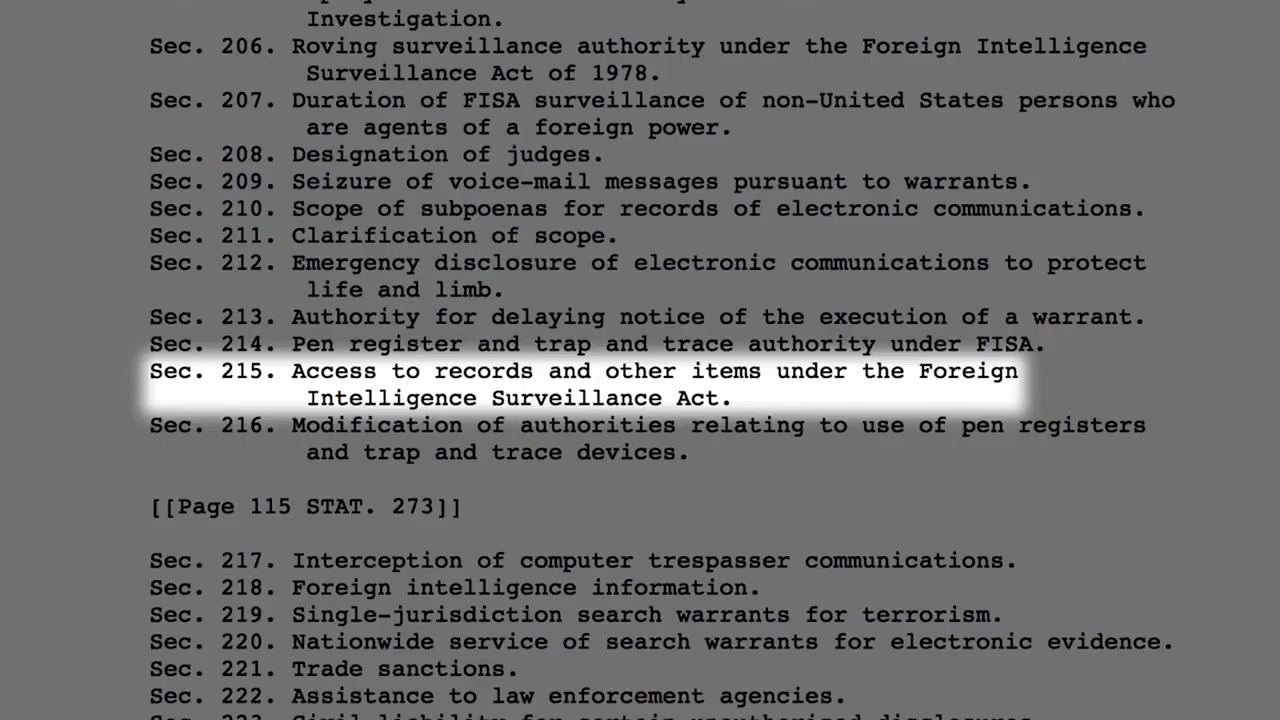 Investigation.
Sec. 206. Roving surveillance authority under the Foreign Intelligence
Surveillance Act of 1978.
Sec. 207. Duration of FISA surveillance of non-United States persons who
are agents of a foreign power.
Sec. 208. Designation of judges.
Sec. 209. Seizure of voice-mail messages pursuant to warrants.
Sec. 210. Scope of subpoenas for records of electronic communications.
Sec. 211. Clarification of scope.
Sec. 212. Emergency disclosure of electronic communications to protect
life and limb.
Sec. 213. Authority for delaying notice of the execution of a warrant.
Sec. 214. Pen register and trap and trace authority under FISA.
Sec. 215. Access to records and other items under the Foreign
Intelligence Surveillance Act.
Sec. 216. Modification of authorities relating to use of pen registers
and trap and trace devices.
[[Page 115 STAT. 273]]
Sec. 217. Interception of computer trespasser communications.
Sec. 218. Foreign intelligence information.
Sec. 219. Single-jurisdiction search warrants for terrorism.
Sec. 220. Nationwide service of search warrants for electronic evidence.
Sec. 221. Trade sanctions.
Sec. 222. Assistance to law enforcement agencies.